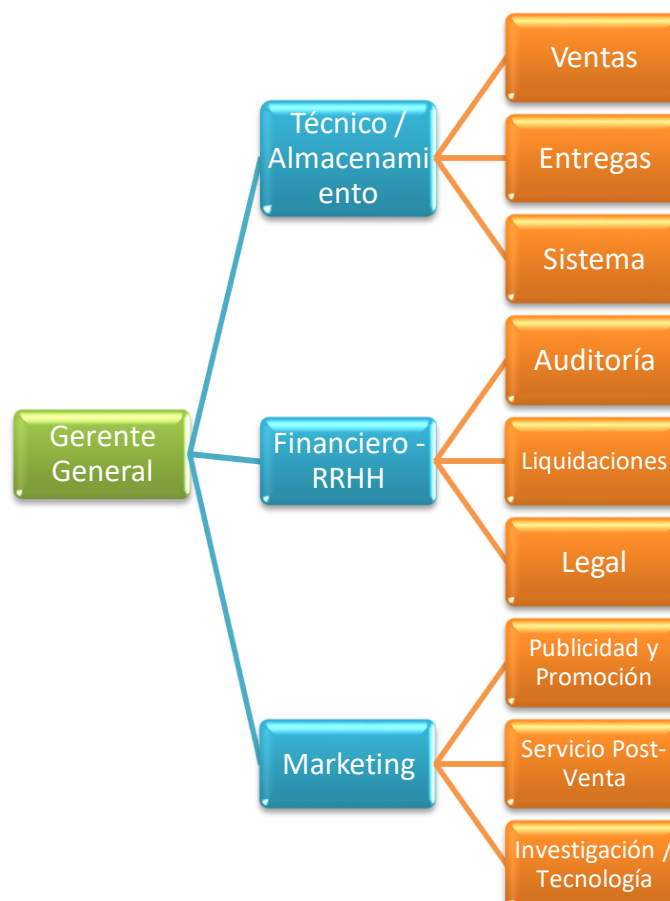 Gerente
General
Técnico /
Almacenami
ento
Ventas
Entregas
Sistema
Financiero -
RRHH
Auditoría
Liquidaciones
Legal
Marketing
Publicidad y
Promoción
Servicio Post-
Venta
Investigación /
Tecnología